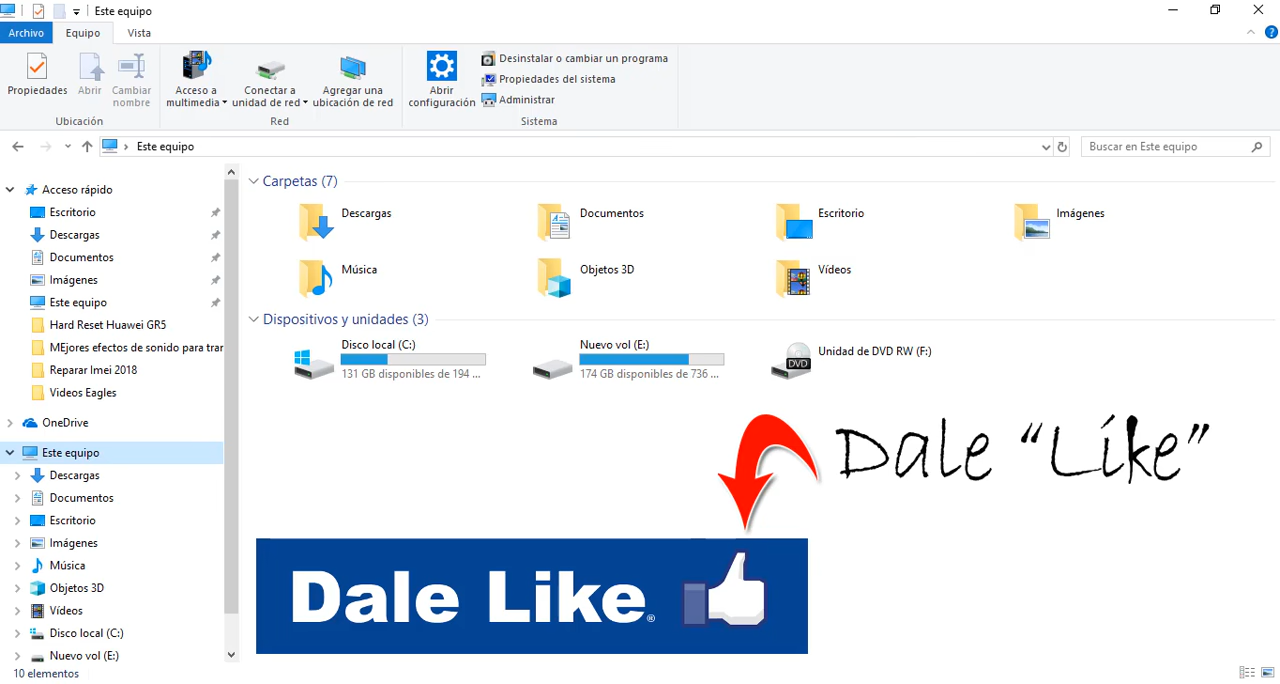 Este equipo
Archivo
Equipo
Vista
Propiedades
Abrir
Cambiar
nombre
Ubicación
Acceso a
multimedia
Conectar a
unidad de red
Agregar una
ubicación de red
Red
Abrir
configuración
Desinstalar o cambiar un programa
Propiedades del sistema
Administrar
Sistema
Este equipo
Buscar en Este equipo
Acceso rápido
Escritorio
Descargas
Documentos
Imágenes
Este equipo
Hard Reset Huawei GR5
MEjores efectos de sonido para tran
Reparar Imei 2018
Videos Eagles
OneDrive
Este equipo
Descargas
Documentos
Escritorio
Imágenes
Música
Objetos 3D
Vídeos
Disco local (C:)
Nuevo vol (E:)
10 elementos
Carpetas (7)
Descargas
Documentos
Escritorio
Imágenes
Música
Objetos 3D
Vídeos
Dispositivos y unidades (3)
Disco local (C:)
131 GB disponibles de 194 ...
Nuevo vol (E:)
174 GB disponibles de 736 ...
DVD
Unidad de DVD RW (F:)
Dale “Like”
Dale Like®